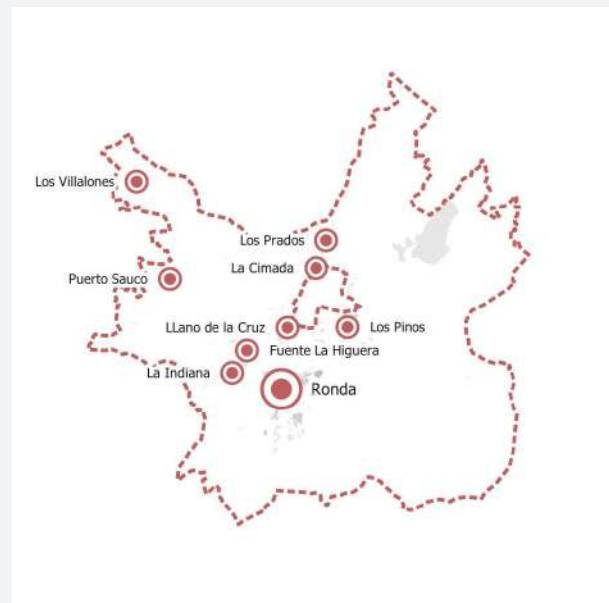 Los Villalones
Los Prados
La Cimada
Puerto Sauco
LLano de la Cruz
Los Pinos
Fuente La Higuera
La Indiana
Ronda